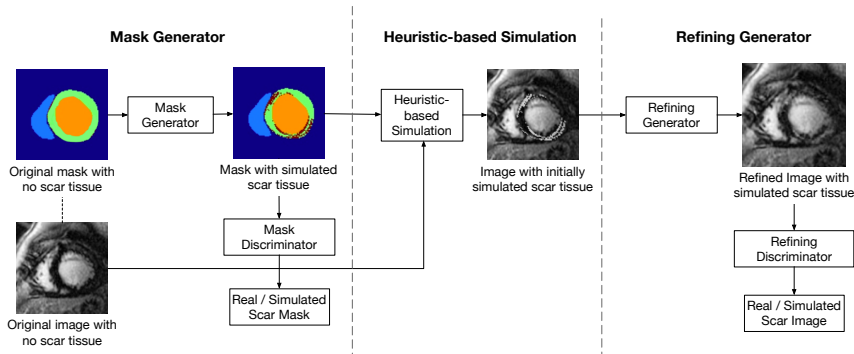 Mask Generator
Heuristic-based Simulation
Refining Generator
Mask
Generator
Heuristic-
based
Simulation
Refining
Generator
Original mask with
no scar tissue
Mask with simulated
scar tissue
Image with initially
simulated scar tissue
Refined Image with
simulated scar tissue
Mask
Discriminator
Refining
Discriminator
Real / Simulated
Scar Mask
Real / Simulated
Scar Image
Original image with
no scar tissue